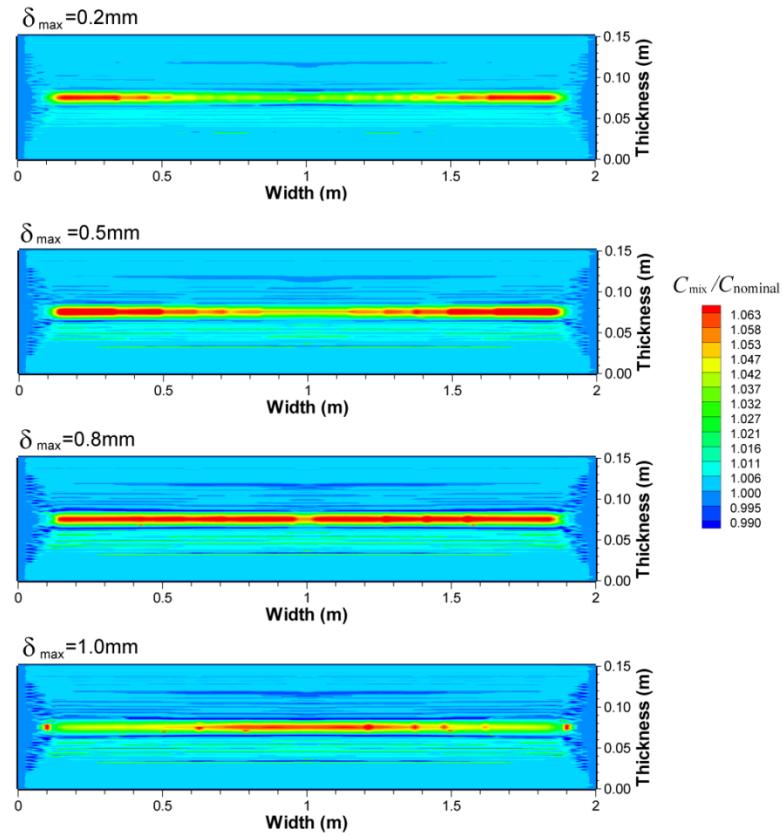 δ max =0.2mm
0.15
0.10
0.05
0.00
Thickness (m)
0 0.5 1 1.5 2
Width (m)
δ max =0.5mm
0.15
0.10
0.05
0.00
Thickness (m)
0 0.5 1 1.5 2
Width (m)
δ max =0.8mm
0.15
0.10
0.05
0.00
Thickness (m)
0 0.5 1 1.5 2
Width (m)
δ max =1.0mm
0.15
0.10
0.05
0.00
Thickness (m)
0 0.5 1 1.5 2
Width (m)
Cmix /Cnominal
1.063
1.058
1.053
1.047
1.042
1.037
1.032
1.027
1.021
1.016
1.011
1.006
1.000
0.995
0.990